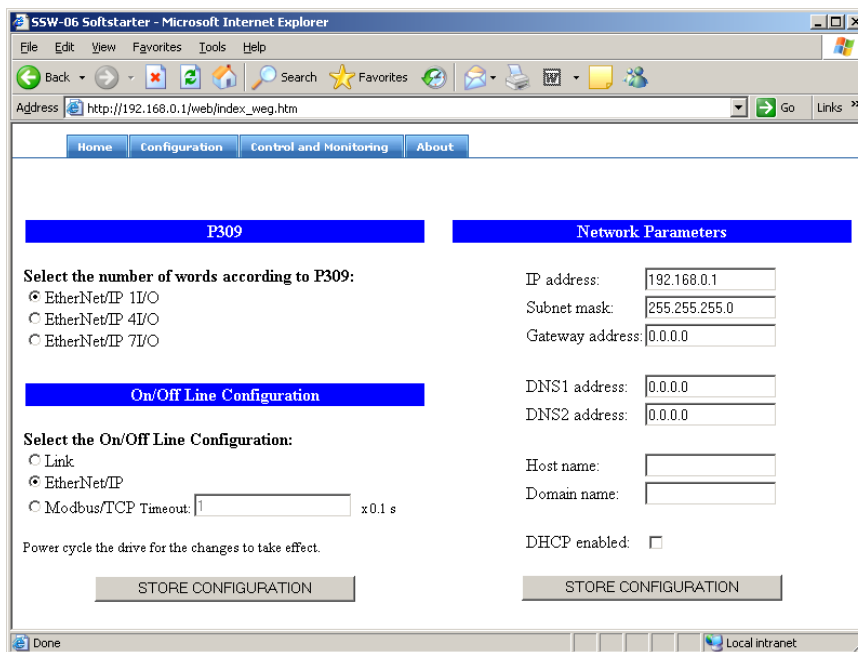 SSW-06 Softstarter - Microsoft Internet Explorer
File Edit View Favorites Tools Help
Back Search Favorites
Address http://192.168.0.1/web/index_weg.htm Go Links »
Home Configuration Control and Monitoring About
P309
Select the number of words according to P309:
EtherNet/IP 1I/O
EtherNet/IP 4I/O
EtherNet/IP 7I/O
On/Off Line Configuration
Select the On/Off Line Configuration:
Link
EtherNet/IP
Modbus/TCP Timeout: 1 x 0.1 s
Power cycle the drive for the changes to take effect.
STORE CONFIGURATION
Network Parameters
IP address: 192.168.0.1
Subnet mask: 255.255.255.0
Gateway address: 0.0.0.0
DNS1 address: 0.0.0.0
DNS2 address: 0.0.0.0
Host name:
Domain name:
DHCP enabled:
STORE CONFIGURATION
Done Local intranet